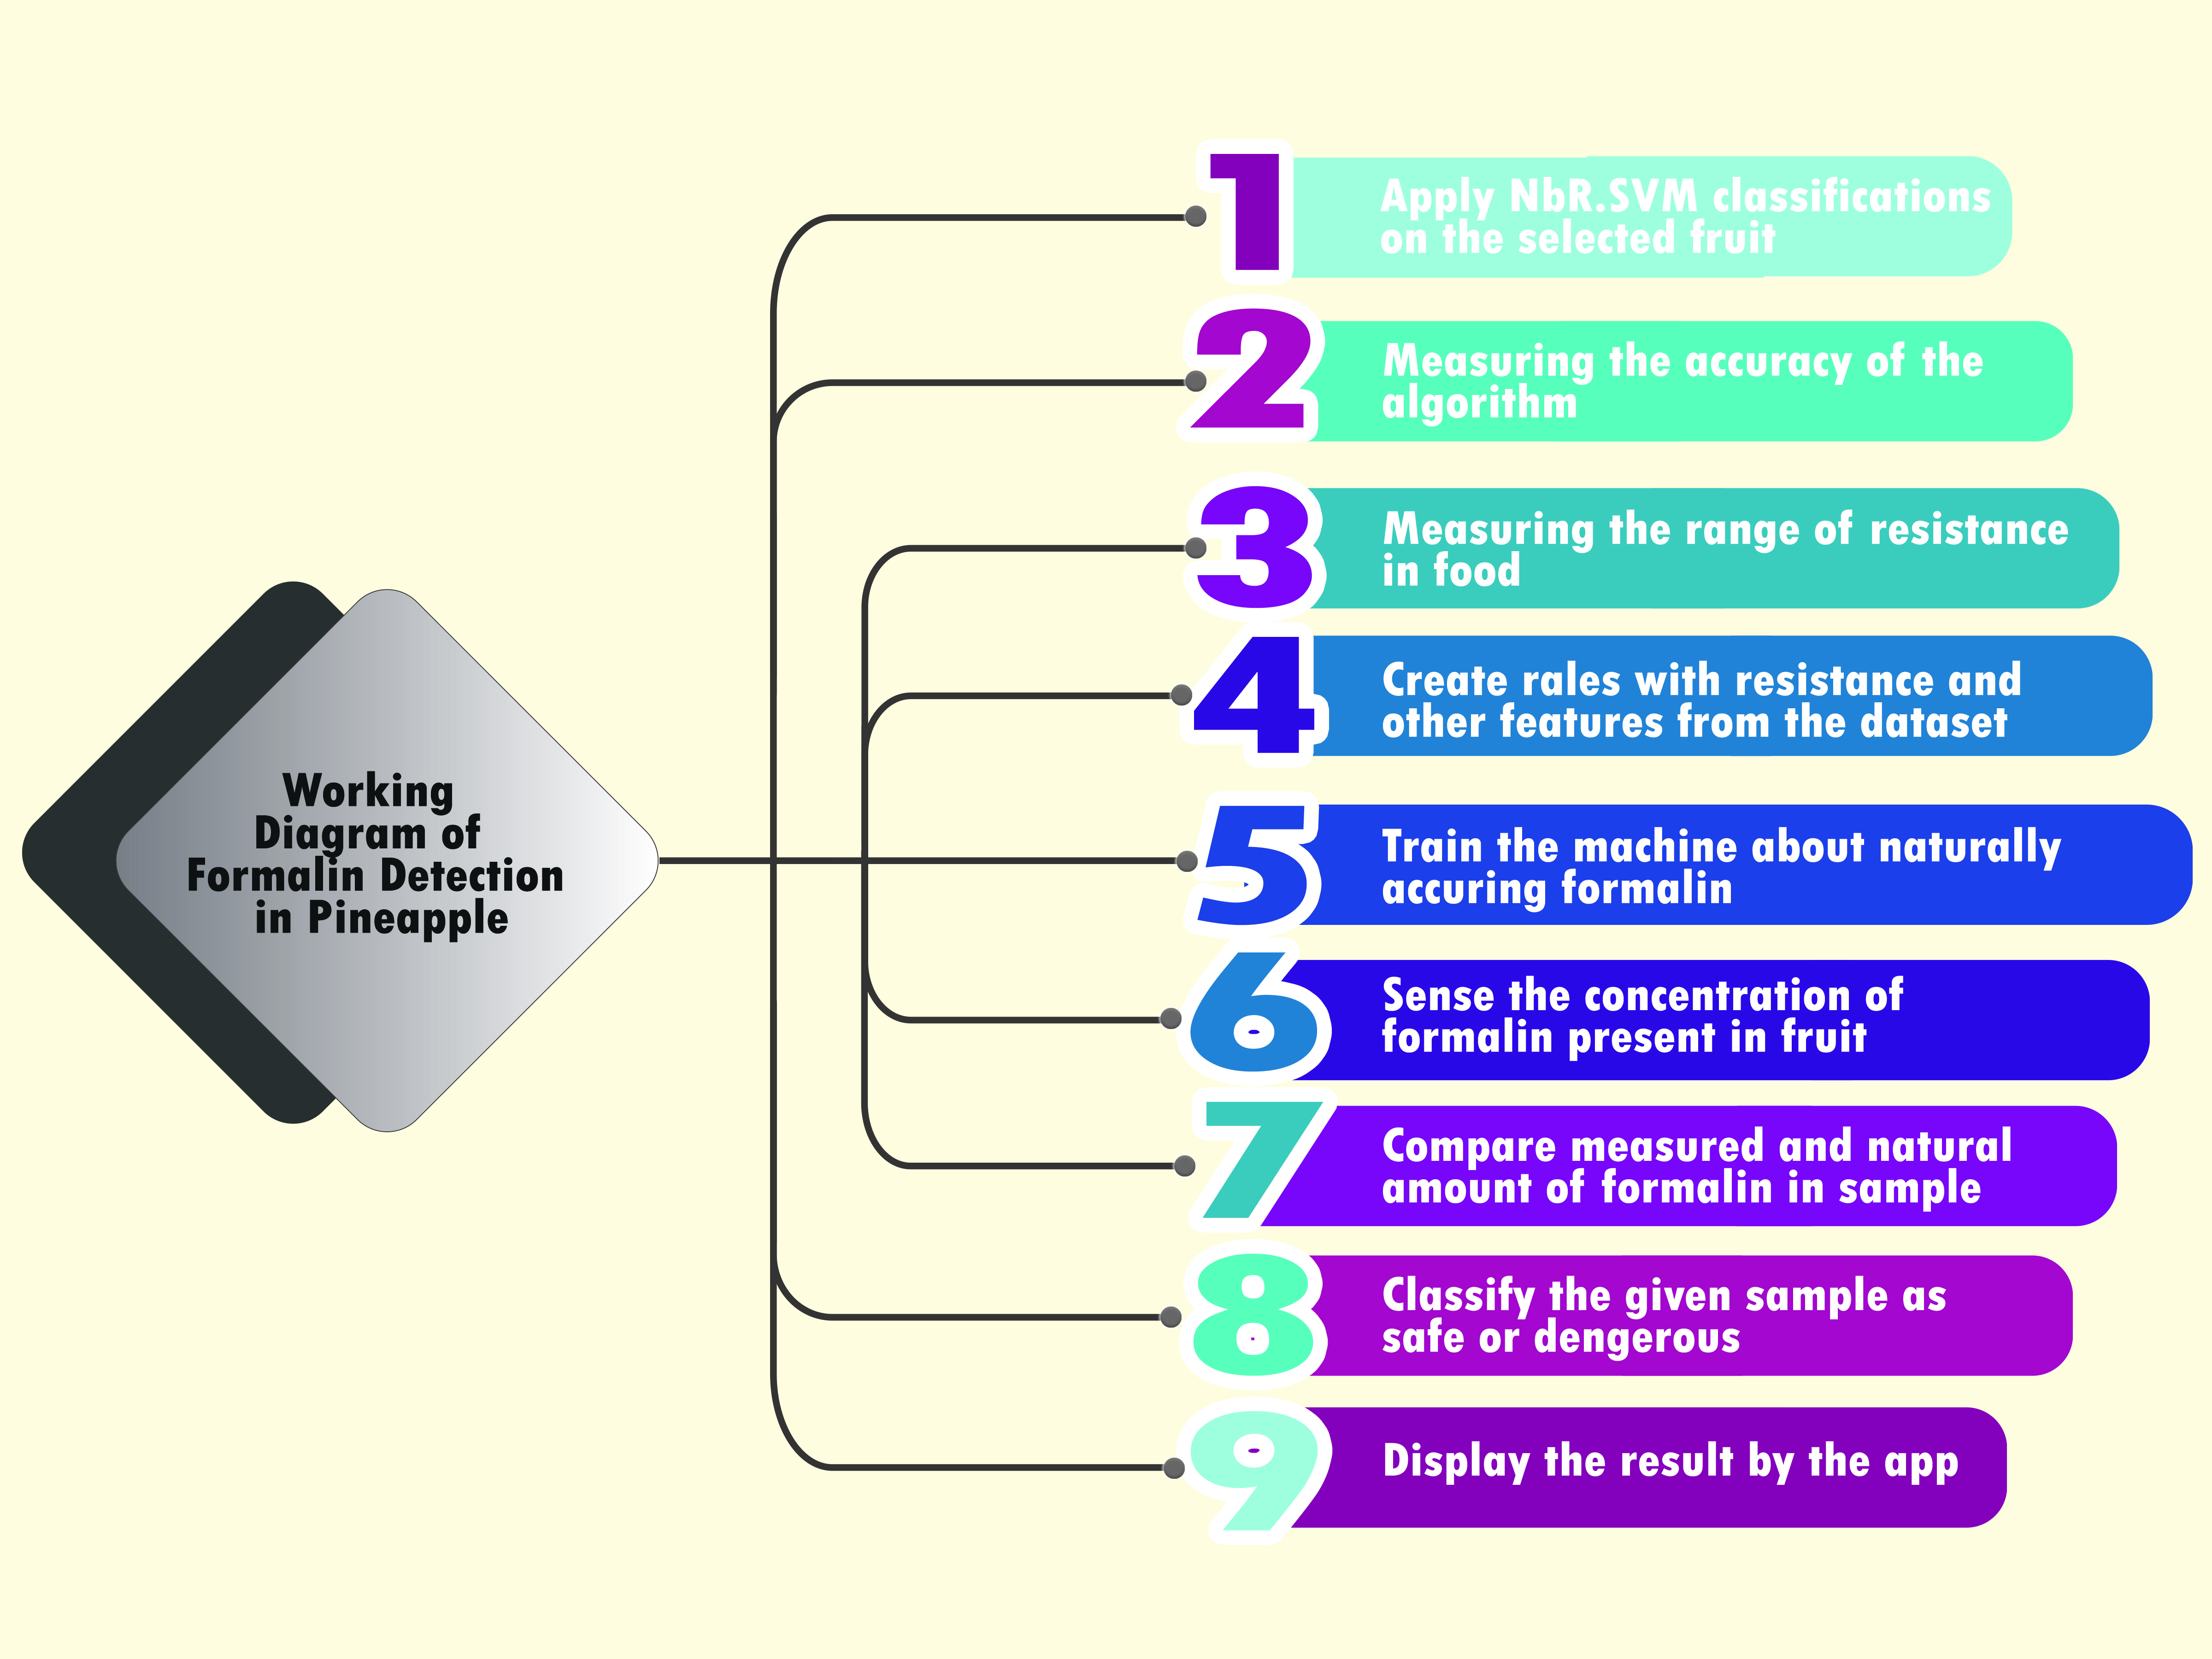 Working
Diagram of
Formalin Detection
in Pineapple
1
Apply NbR.SVM classifications
on the selected fruit
2
Measuring the accuracy of the
algorithm
3
Measuring the range of resistance
in food
4
Create rales with resistance and
other features from the dataset
5
Train the machine about naturally
accuring formalin
6
Sense the concentration of
formalin present in fruit
7
Compare measured and natural
amount of formalin in sample
8
Classify the given sample as
safe or dengerous
9
Display the result by the app